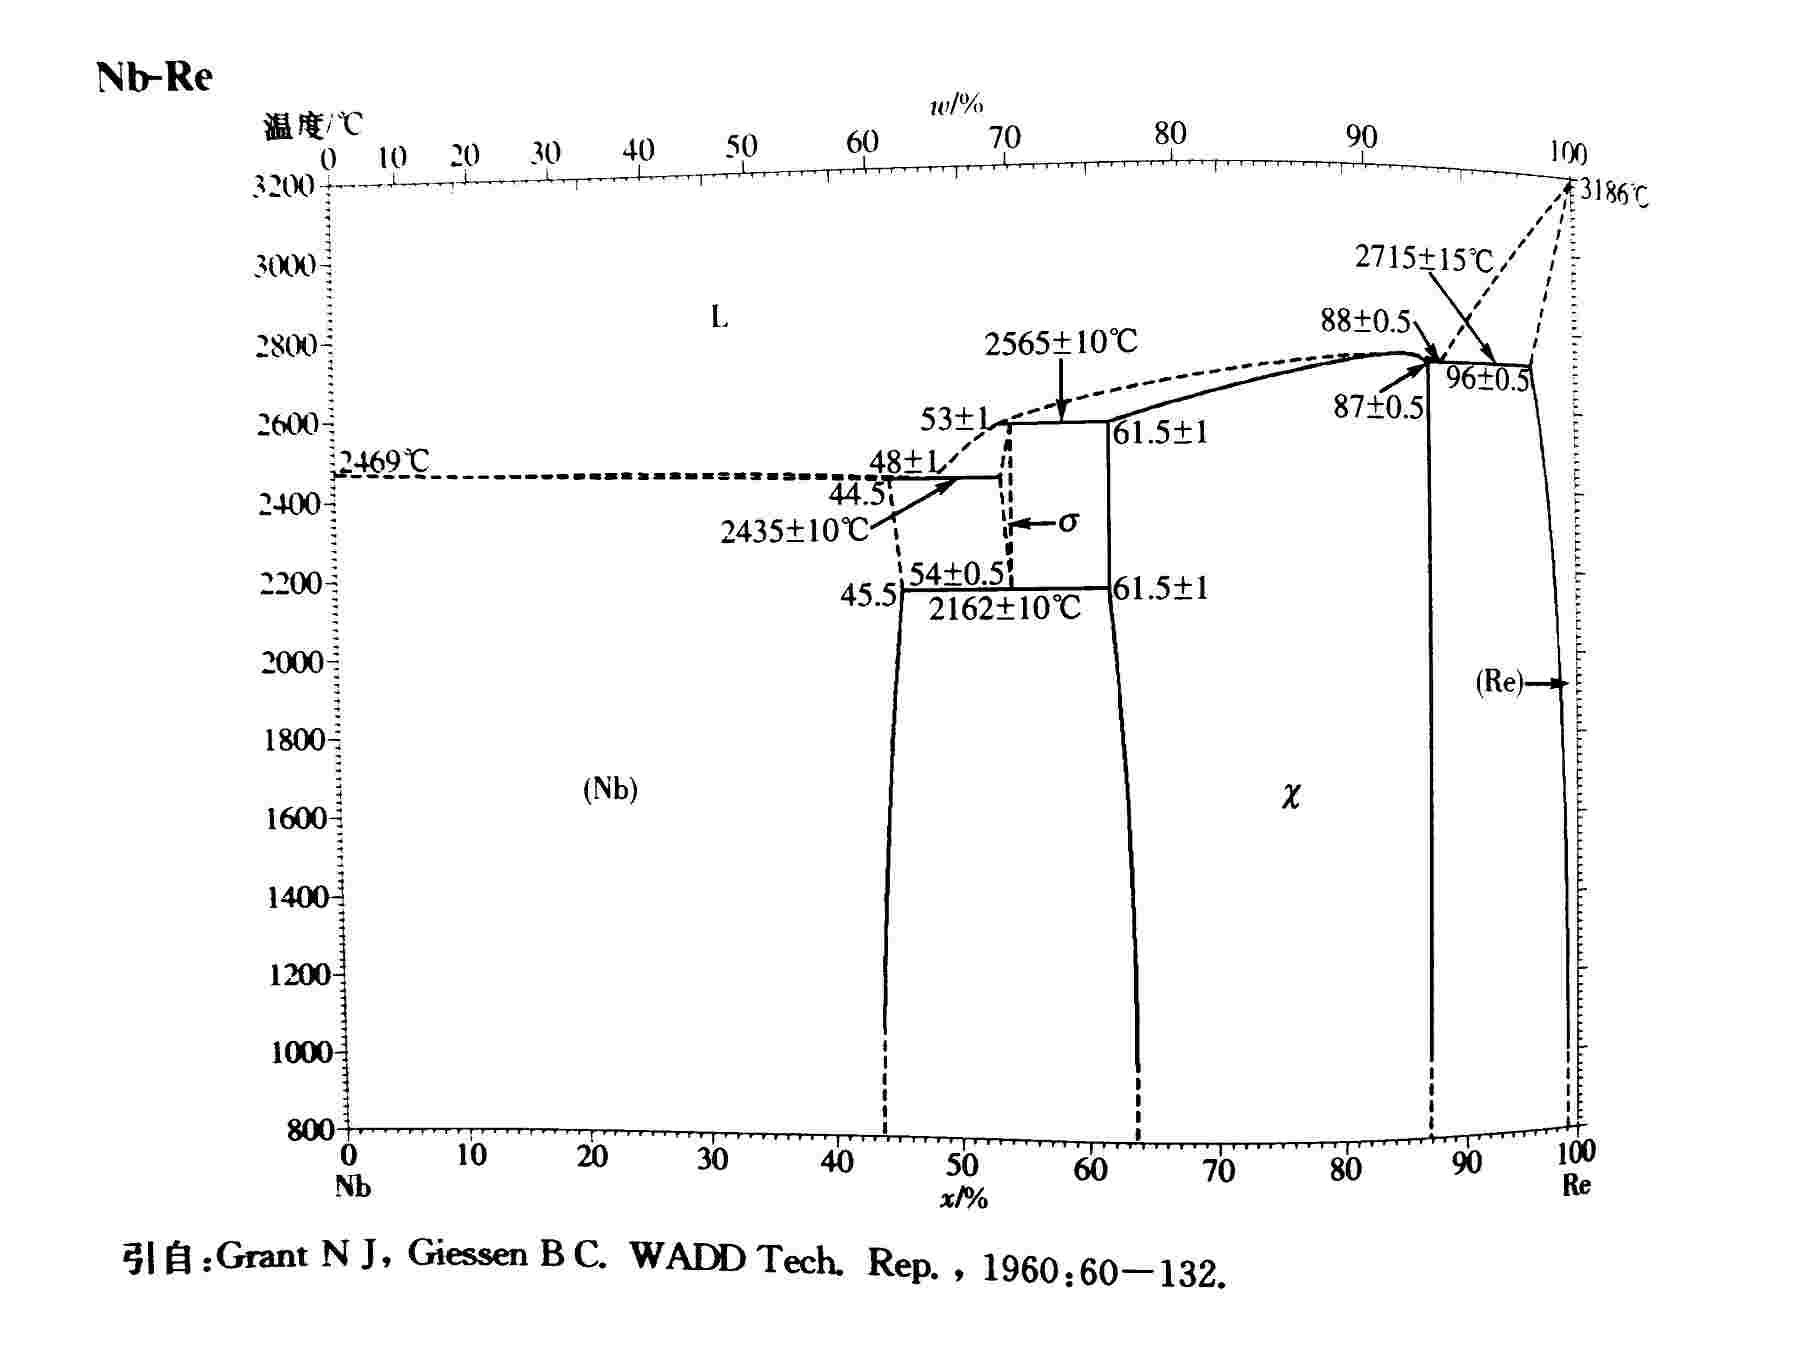 Nb-Re
w/%
温度/℃
0 10 20 30 40 50 60 70 80 90 100
3200
3186℃
3000
2715±15℃
L
88±0.5
2800
2565±10℃
96±0.5
87±0.5
2600
53±1
61.5±1
2469℃
48±1
44.5
2400
2435±10℃
σ
2200
54±0.5
45.5
61.5±1
2162±10℃
2000
(Re)
1800
(Nb)
χ
1600
1400
1200
1000
800
0 10 20 30 40 50 60 70 80 90 100
Nb
x/%
Re
引自:Grant N J, Giessen B C. WADD Tech. Rep. , 1960:60—132.